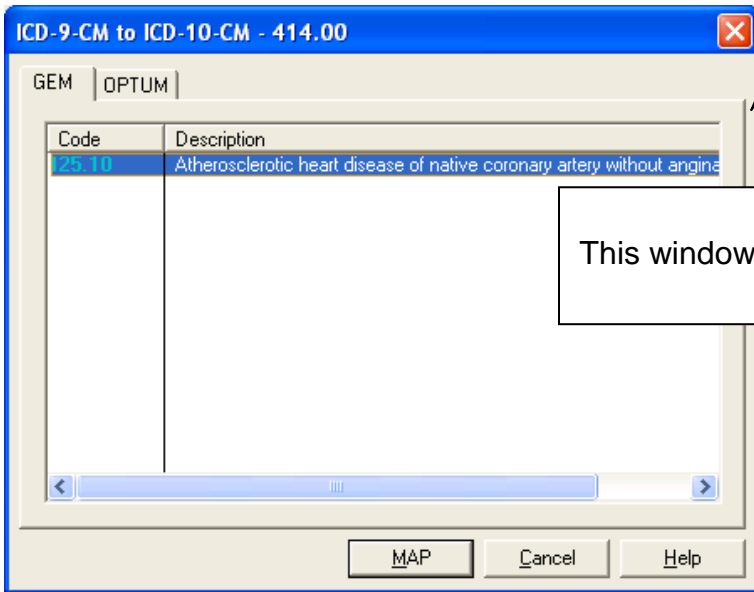 ICD-9-CM to ICD-10-CM - 414.00
GEM OPTUM
Code Description
I25.10 Atherosclerotic heart disease of native coronary artery without angina
This window
MAP Cancel Help